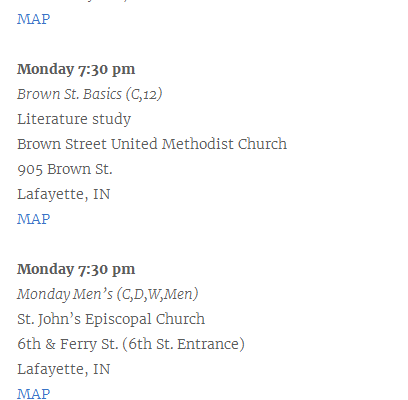 MAP
Monday 7:30 pm
Brown St. Basics (C,12)
Literature study
Brown Street United Methodist Church
905 Brown St.
Lafayette, IN
MAP
Monday 7:30 pm
Monday Men’s (C,D,W,Men)
St. John’s Episcopal Church
6th & Ferry St. (6th St. Entrance)
Lafayette, IN
MAP